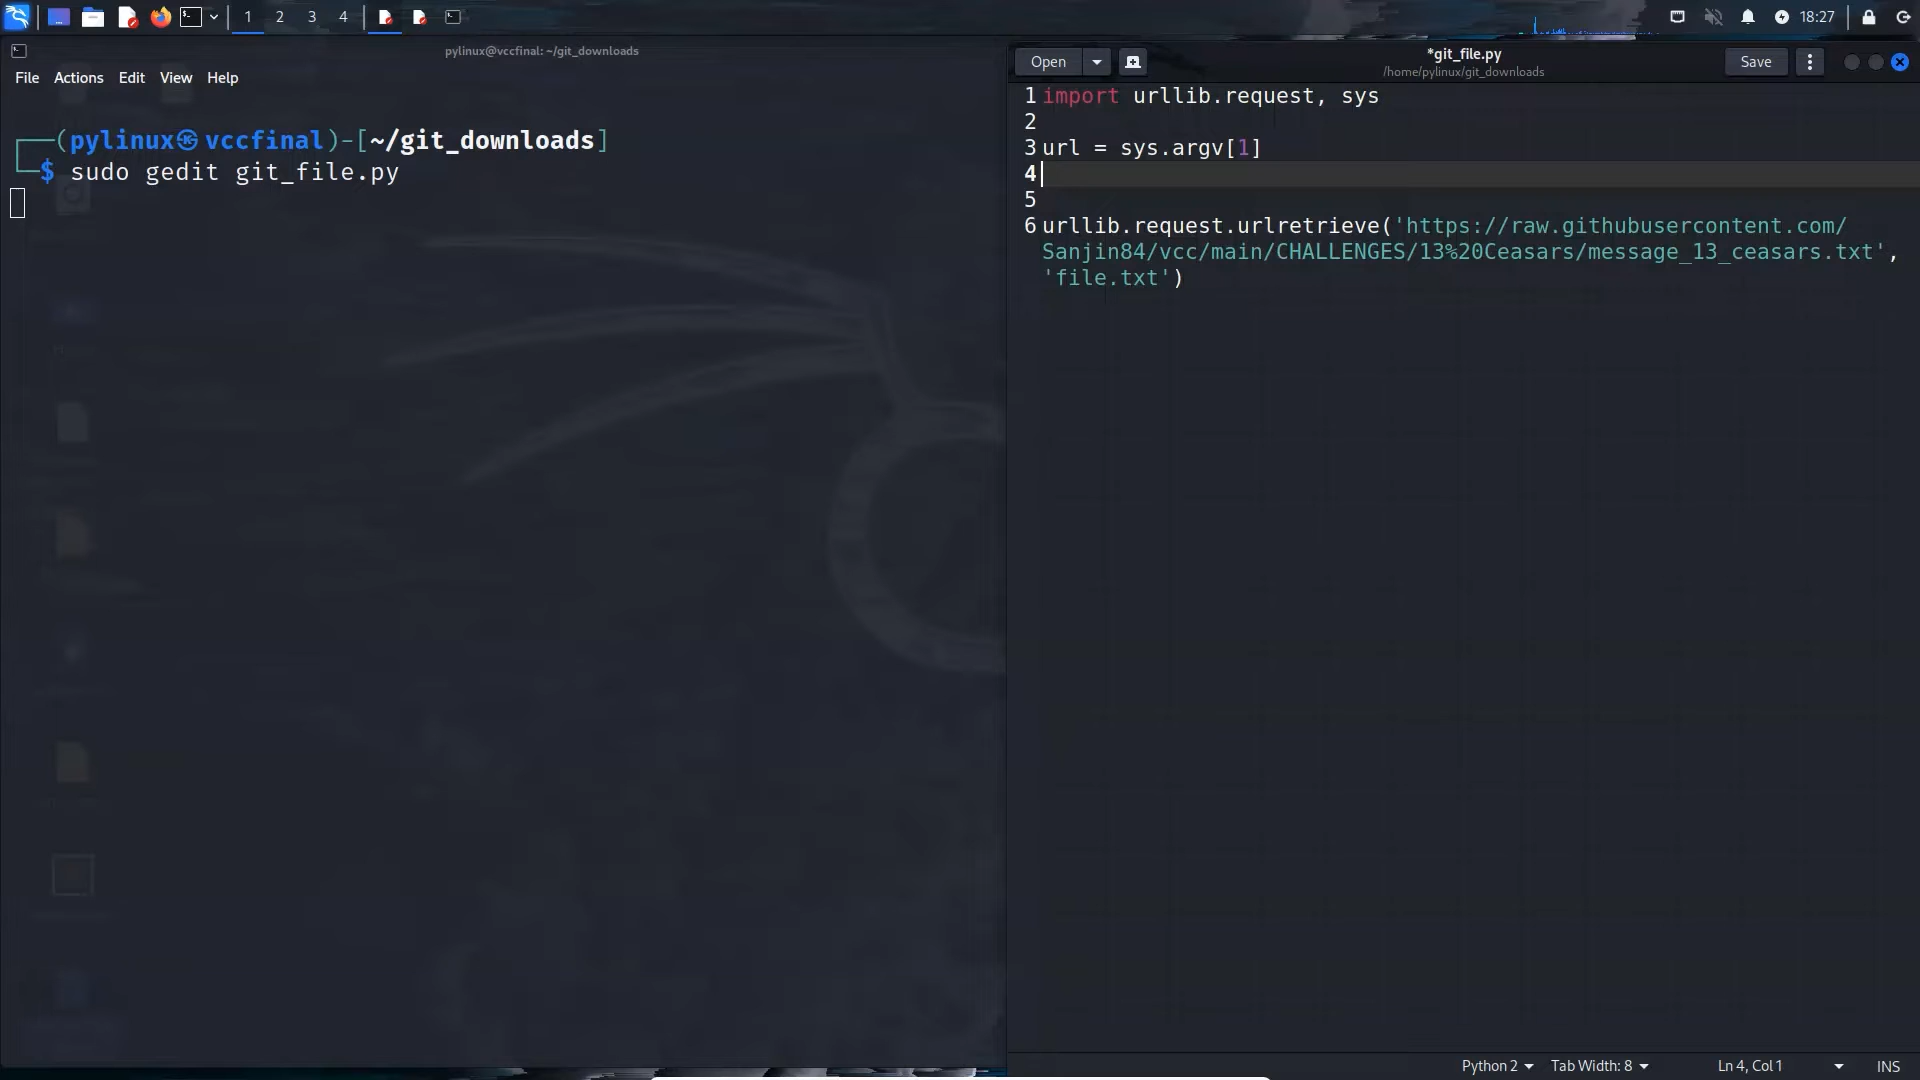 1 2 3 4
18:27
pylinux@vccfinal: ~/git_downloads
File Actions Edit View Help
(pylinux㉿vccfinal)-[~/git_downloads]
$ sudo gedit git_file.py
Open
*git_file.py
/home/pylinux/git_downloads
Save
1 import urllib.request, sys
2
3 url = sys.argv[1]
4
5
6 urllib.request.urlretrieve('https://raw.githubusercontent.com/
Sanjin84/vcc/main/CHALLENGES/13%20Ceasars/message_13_ceasars.txt',
'file.txt')
Python 2 Tab Width: 8 Ln 4, Col 1 INS